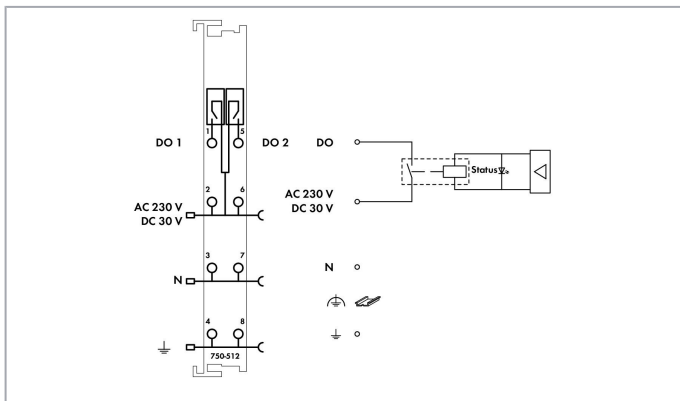 1 5
DO 1 DO 2 DO
Status
2 6
AC 230 V AC 230 V
DC 30 V DC 30 V
3 7
N N
4 8
750-512